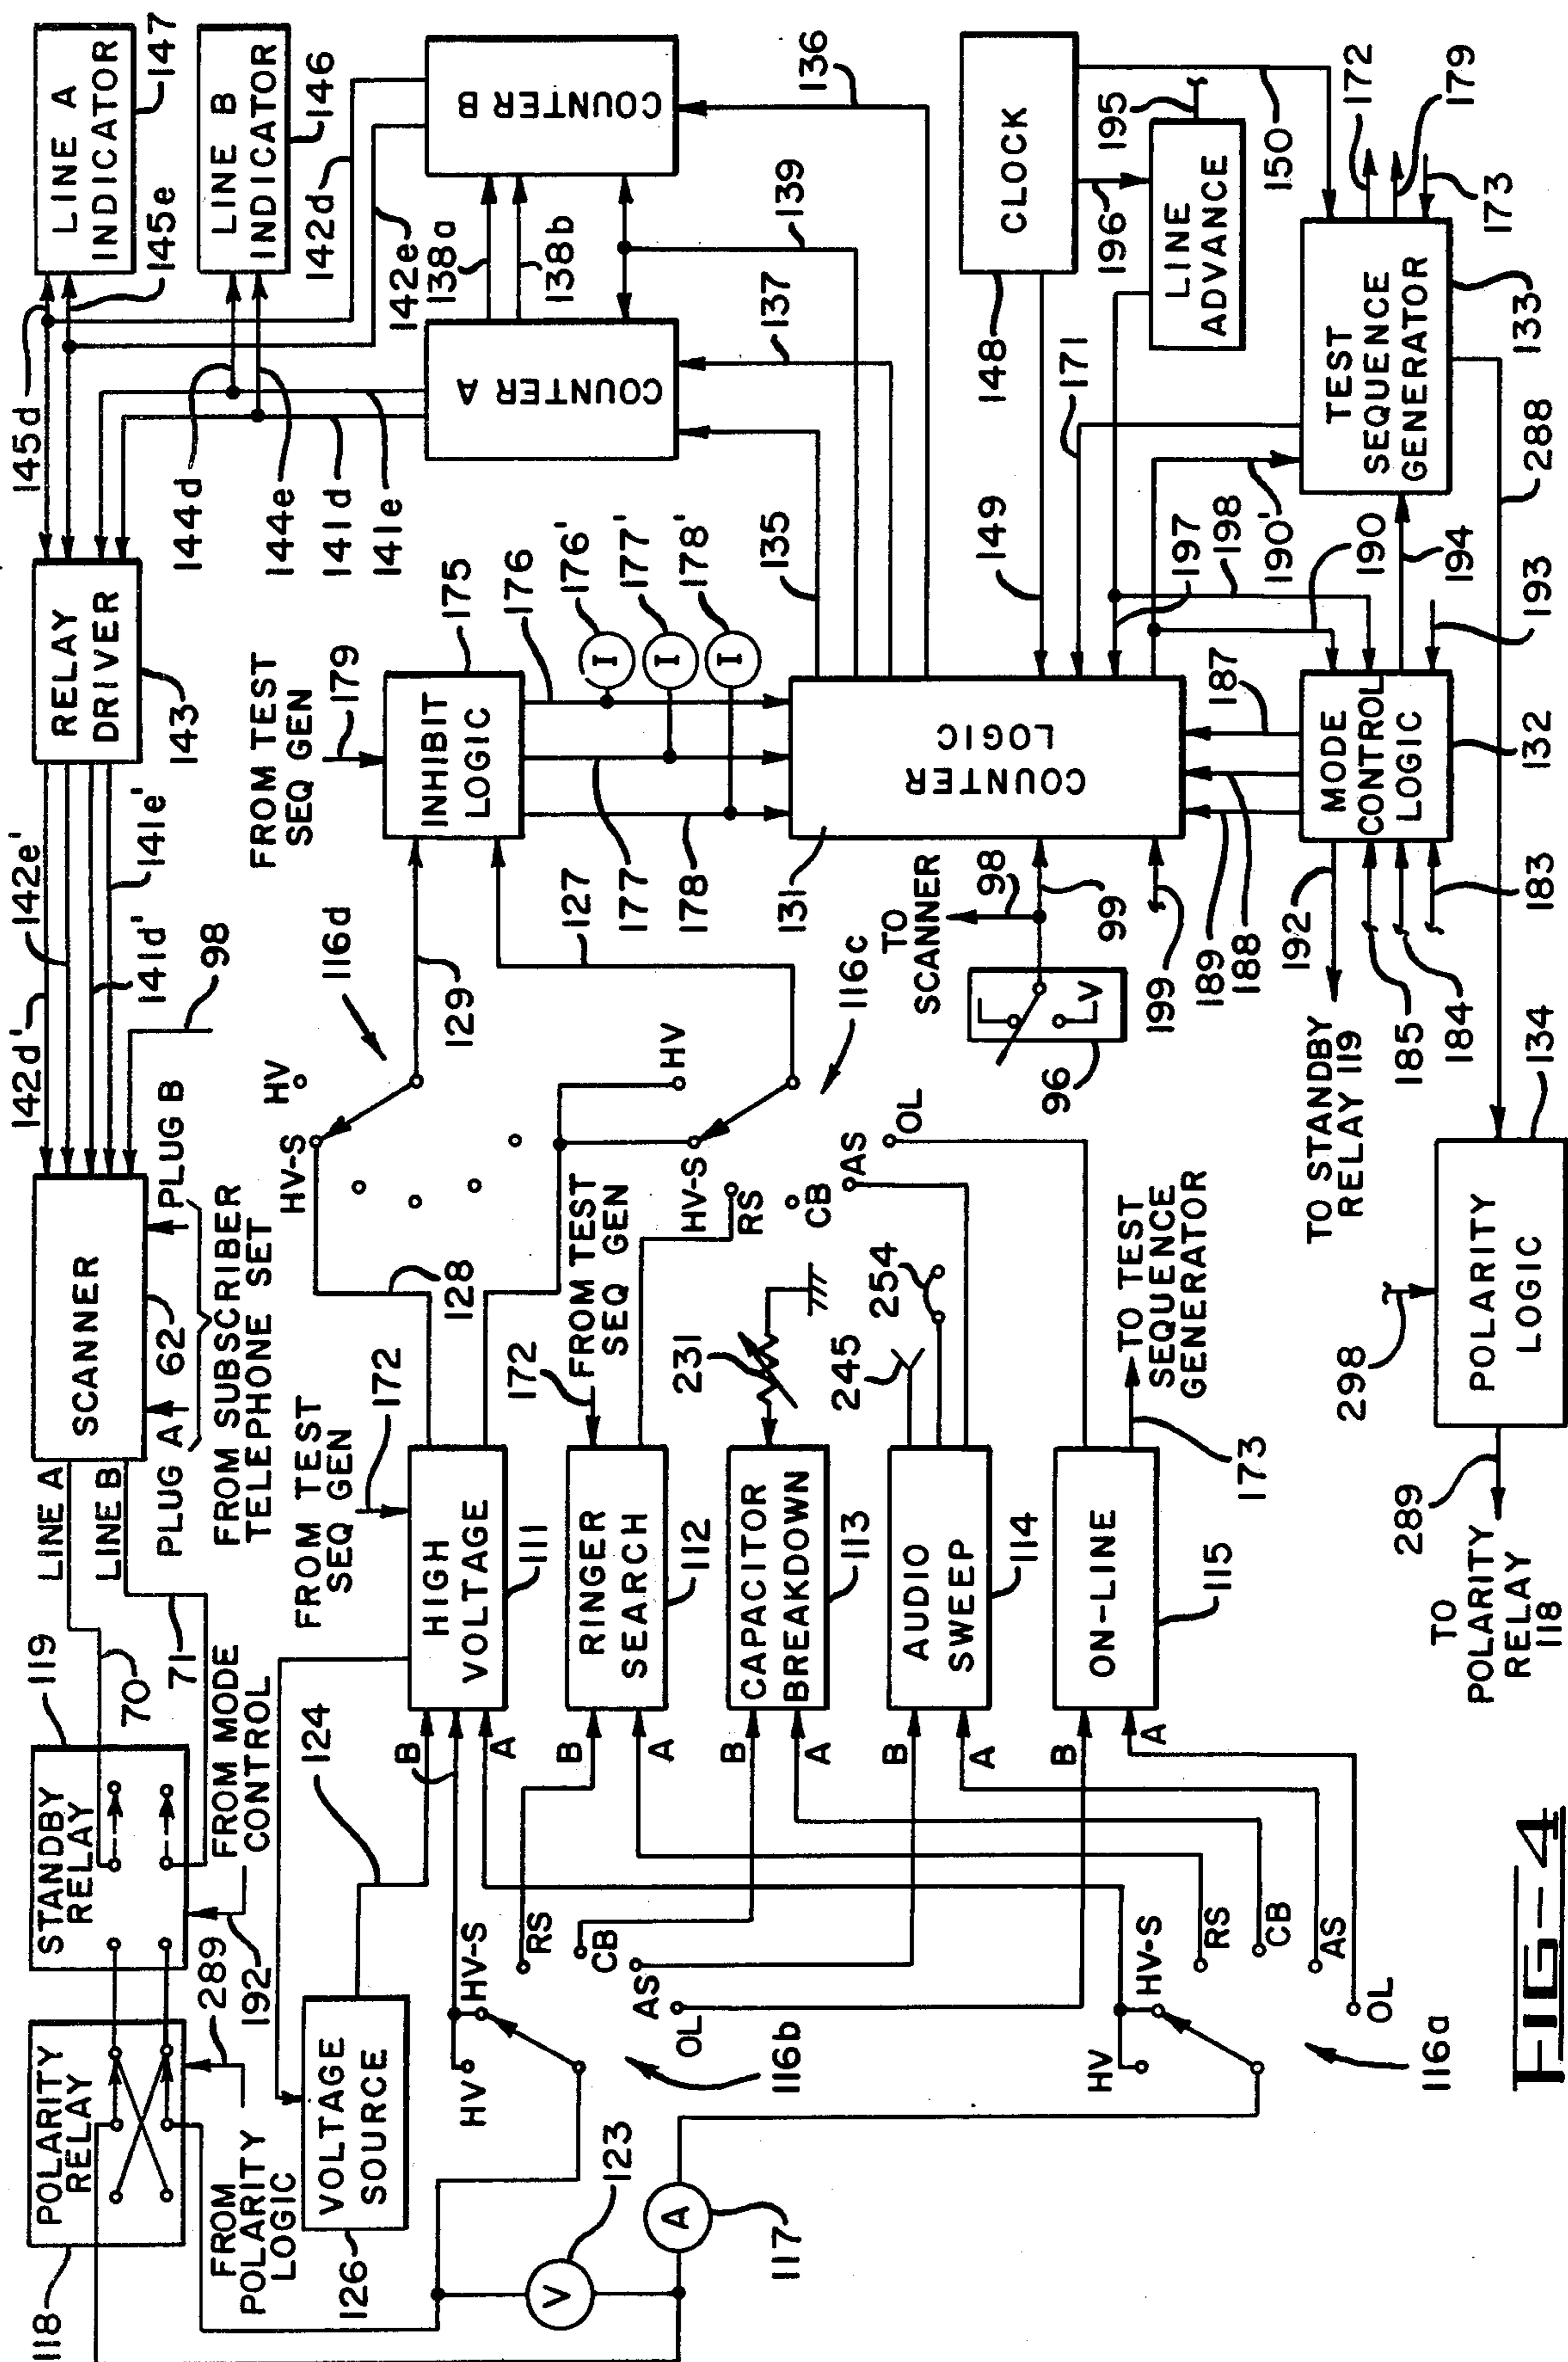 118
POLARITY
RELAY
STANDBY
RELAY
119
LINE A
LINE B
70
71
SCANNER
62
PLUG A
PLUG B
FROM SUBSCRIBER
TELEPHONE SET
142d'
142e'
141d'
141e'
98
RELAY
DRIVER
143
145d
145e
LINE A
INDICATOR
147
LINE B
INDICATOR
146
144d
144e
141d
141e
142d
142e
138a
138b
COUNTER A
COUNTER B
136
137
139
135
FROM
POLARITY
LOGIC
289
192
FROM MODE
CONTROL
VOLTAGE
SOURCE
126
124
FROM TEST
SEQ GEN
172
HIGH
VOLTAGE
111
B
A
128
HV-S
HV
116d
129
127
FROM TEST
SEQ GEN
179
INHIBIT
LOGIC
175
176
177
178
I
I
I
176'
177'
178'
V
123
A
117
HV
HV-S
RS
CB
AS
OL
116b
RINGER
SEARCH
112
B
A
172
FROM TEST
SEQ GEN
HV-S
HV
RS
CB
AS
OL
116c
CAPACITOR
BREAKDOWN
113
B
A
231
AUDIO
SWEEP
114
B
A
245
254
ON-LINE
115
B
A
173
TO TEST
SEQUENCE
GENERATOR
HV
HV-S
RS
CB
AS
OL
116a
TO
SCANNER
98
99
96
V
199
131
COUNTER
LOGIC
149
171
197
198
190'
190
CLOCK
148
196
195
LINE
ADVANCE
150
189
188
187
MODE
CONTROL
LOGIC
132
192
TO STANDBY
RELAY 119
185
184
183
193
194
TEST
SEQUENCE
GENERATOR
133
172
179
173
288
134
POLARITY
LOGIC
298
289
TO
POLARITY
RELAY
118
FIG-4